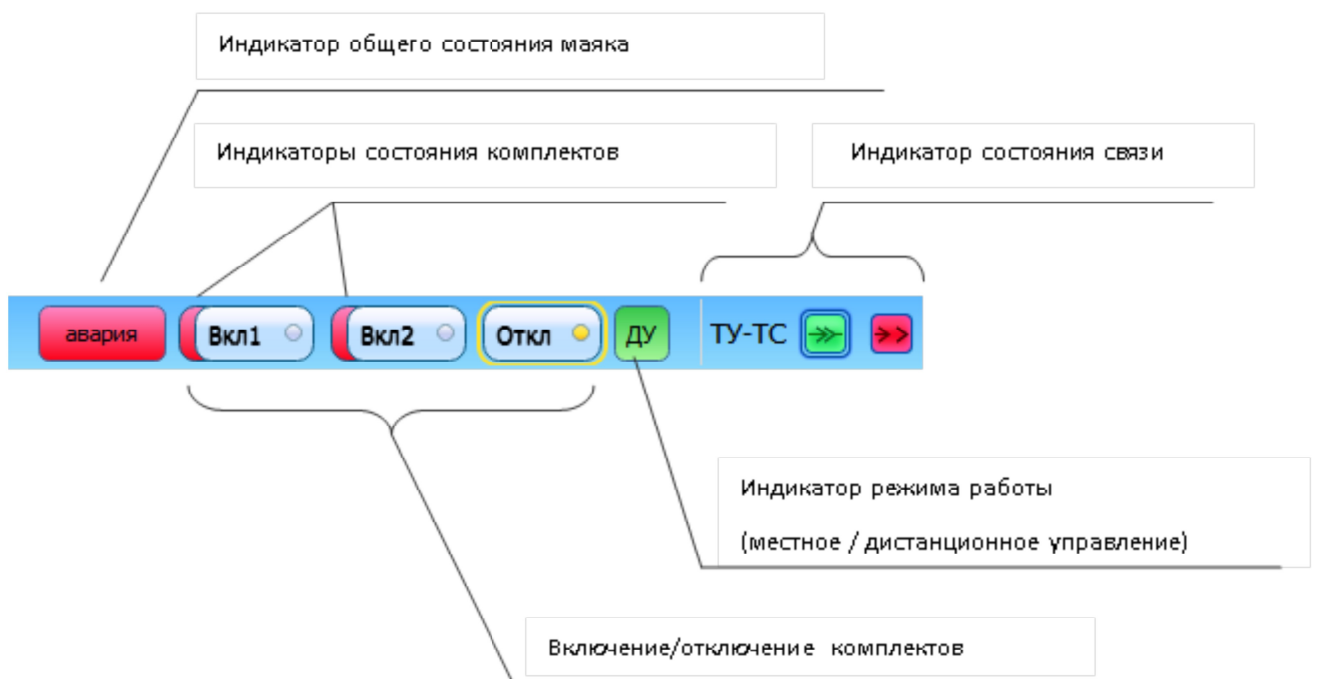 Индикатор общего состояния маяка
Индикаторы состояния комплектов
Индикатор состояния связи
авария Вкл1 Вкл2 Откл ДУ ТУ-ТС
Индикатор режима работы
(местное / дистанционное управление)
Включение/отключение комплектов